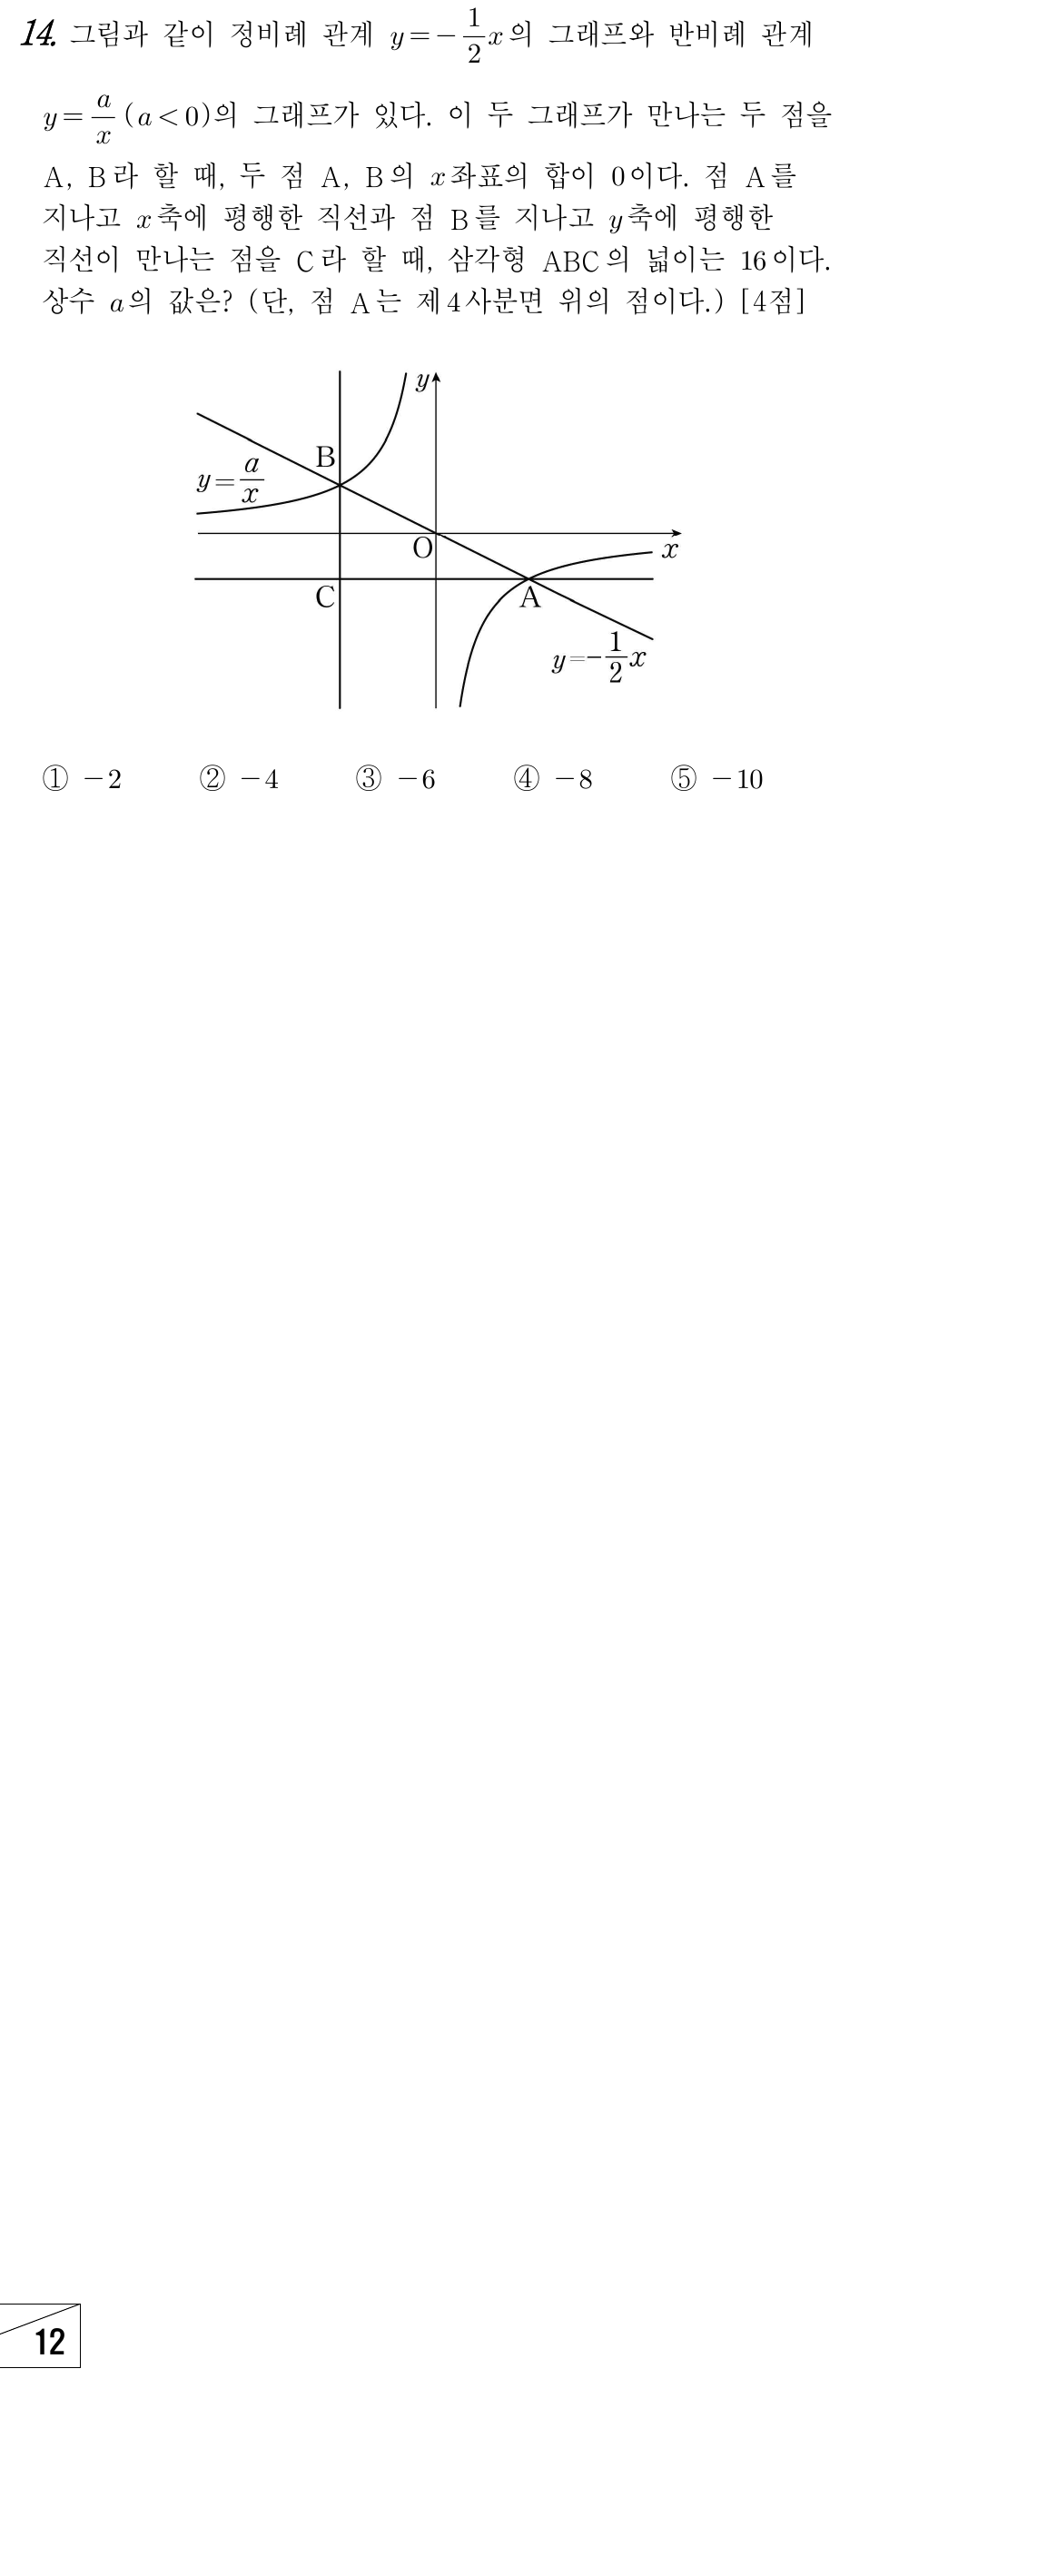 14. 그림과 같이 정비례 관계 y=-\frac{1}{2}x의 그래프와 반비례 관계
y=\frac{a}{x} (a<0)의 그래프가 있다. 이 두 그래프가 만나는 두 점을
A, B라 할 때, 두 점 A, B의 x좌표의 합이 0이다. 점 A를
지나고 x축에 평행한 직선과 점 B를 지나고 y축에 평행한
직선이 만나는 점을 C라 할 때, 삼각형 ABC의 넓이는 16이다.
상수 a의 값은? (단, 점 A는 제4사분면 위의 점이다.) [4점]
y
B
y=\frac{a}{x}
O
x
C
A
y=-\frac{1}{2}x
① -2 ② -4 ③ -6 ④ -8 ⑤ -10
12